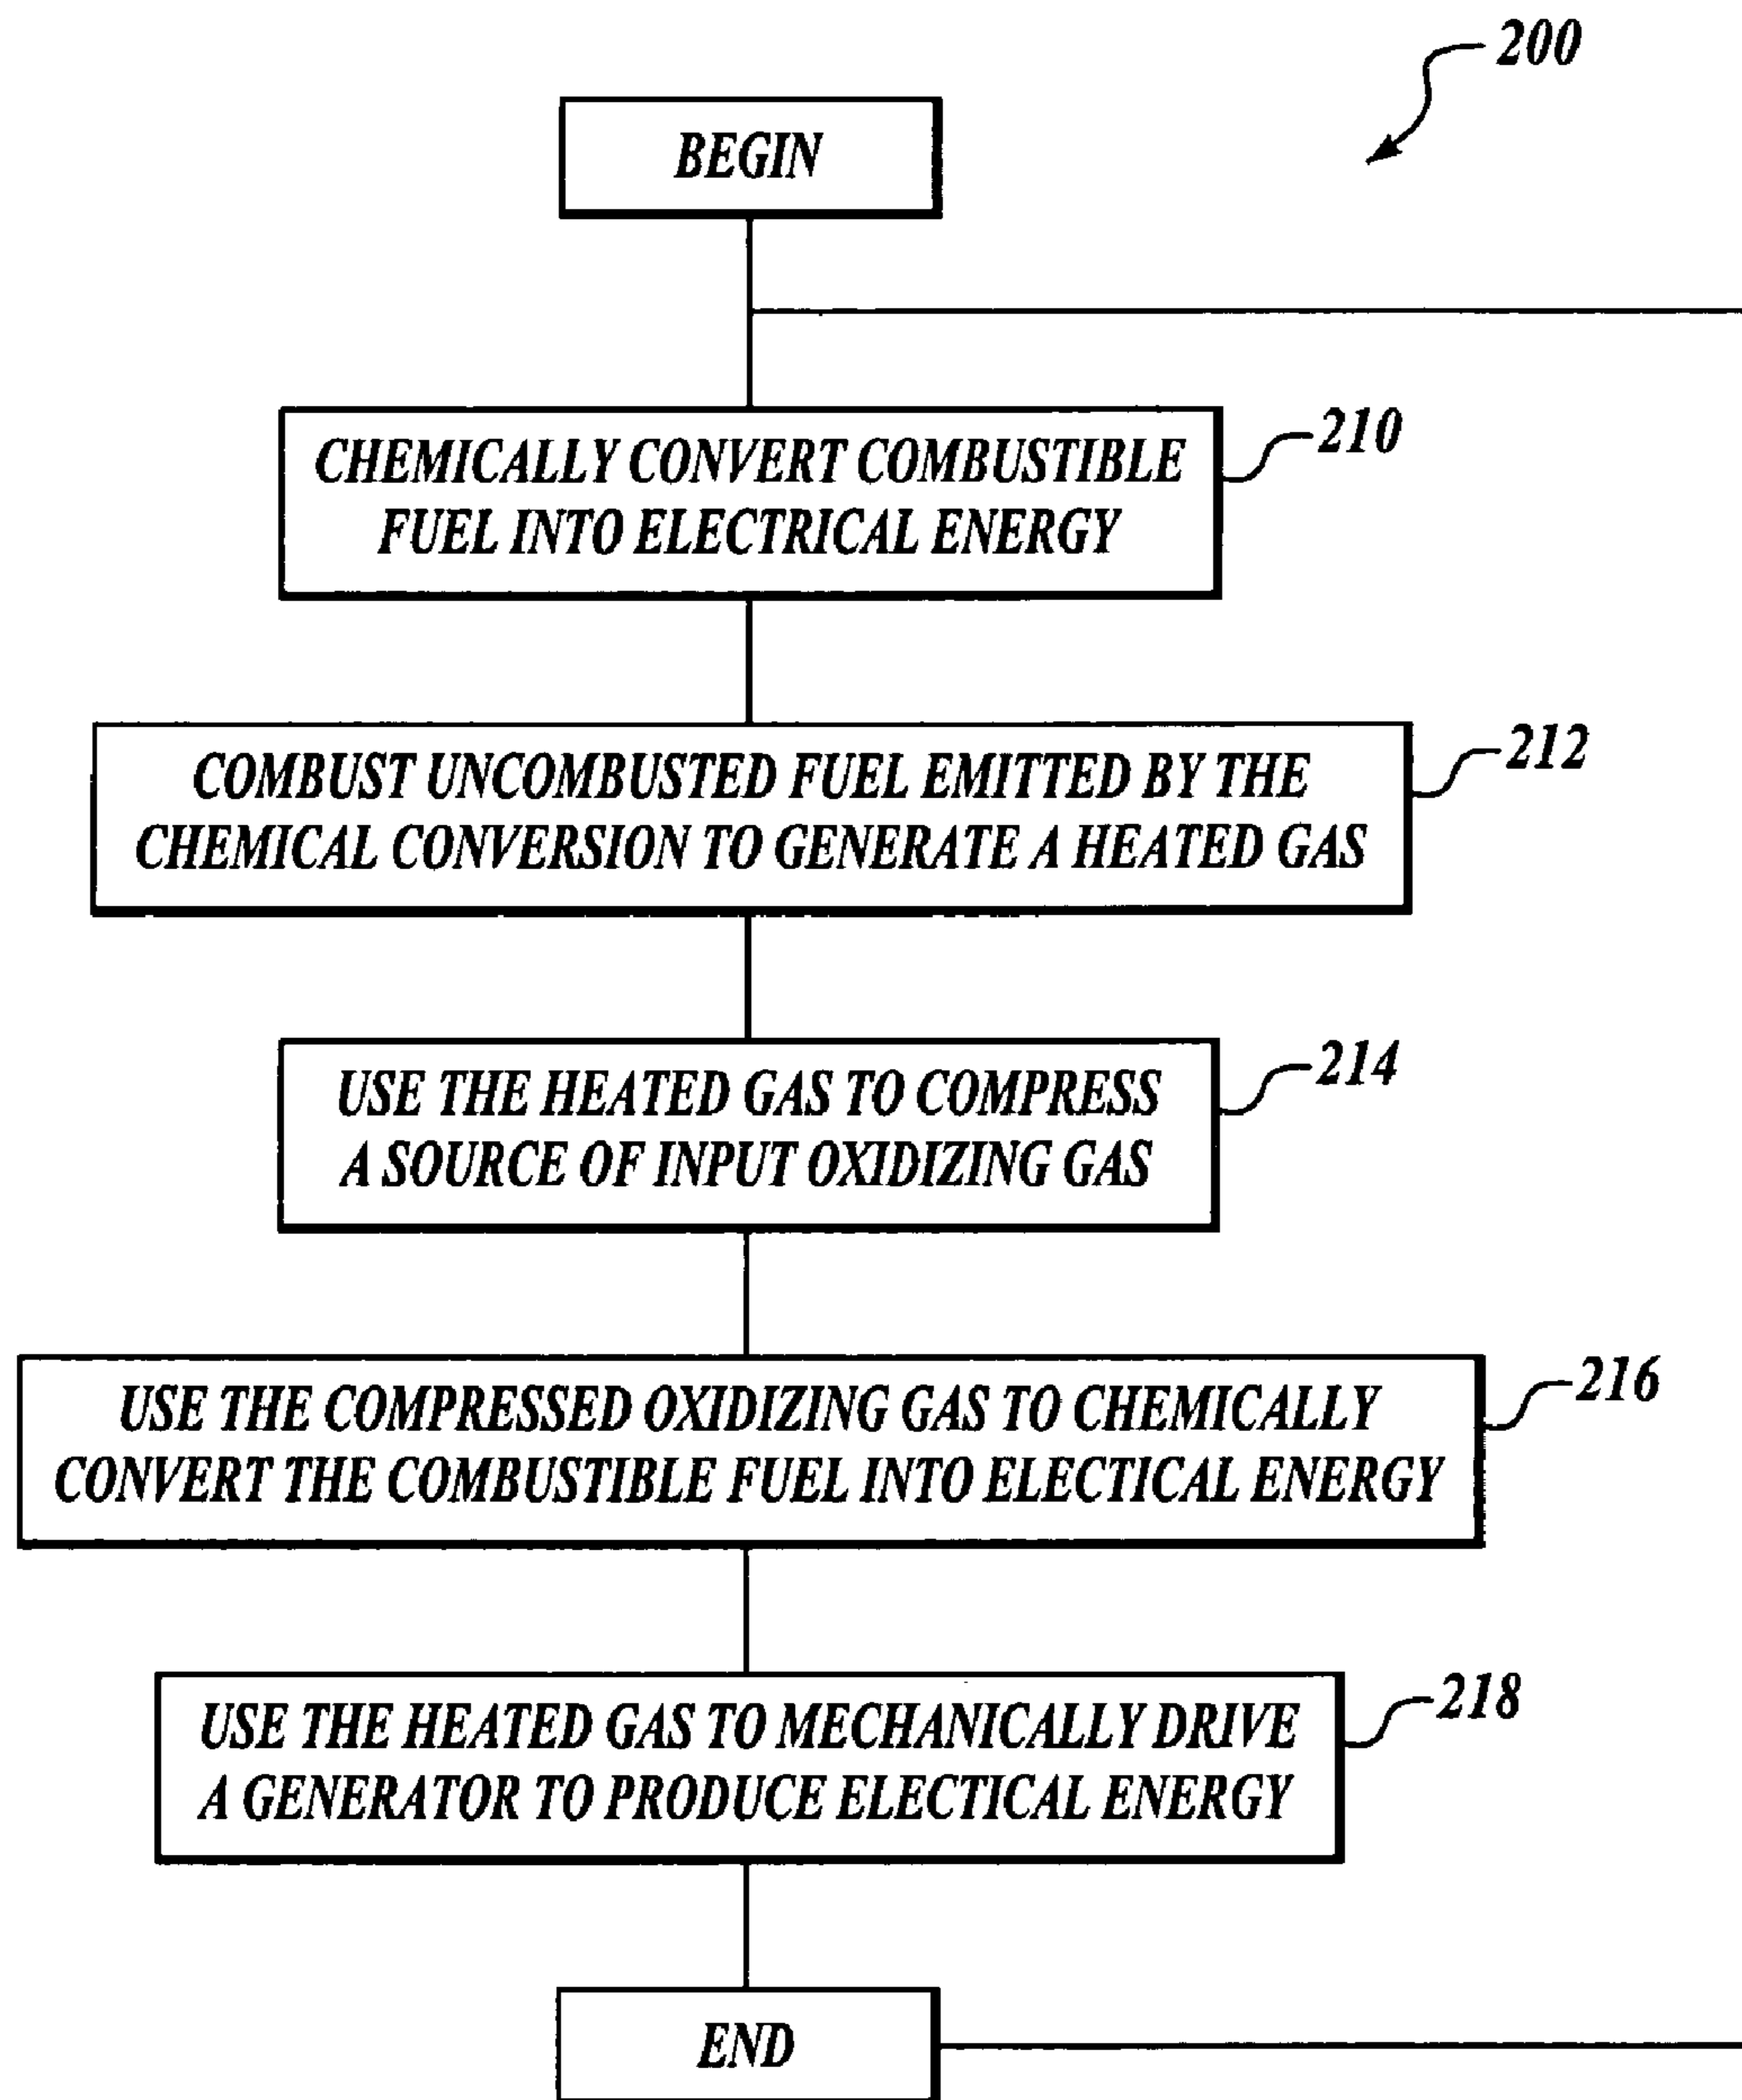 200
BEGIN
210
CHEMICALLY CONVERT COMBUSTIBLE
FUEL INTO ELECTRICAL ENERGY
212
COMBUST UNCOMBUSTED FUEL EMITTED BY THE
CHEMICAL CONVERSION TO GENERATE A HEATED GAS
214
USE THE HEATED GAS TO COMPRESS
A SOURCE OF INPUT OXIDIZING GAS
216
USE THE COMPRESSED OXIDIZING GAS TO CHEMICALLY
CONVERT THE COMBUSTIBLE FUEL INTO ELECTICAL ENERGY
218
USE THE HEATED GAS TO MECHANICALLY DRIVE
A GENERATOR TO PRODUCE ELECTICAL ENERGY
END